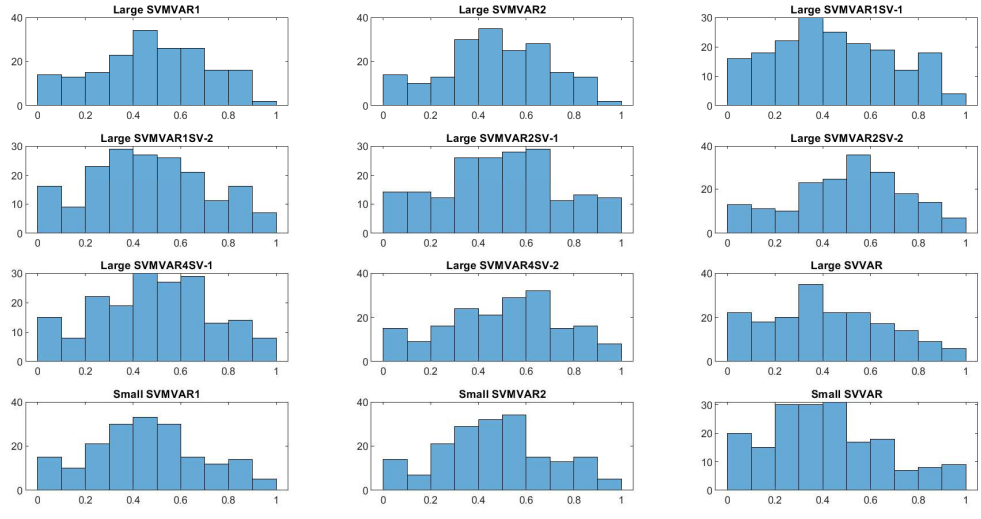 Large SVMVAR1
40
20
0
0 0.2 0.4 0.6 0.8 1
Large SVMVAR2
40
20
0
0 0.2 0.4 0.6 0.8 1
Large SVMVAR1SV-1
30
20
10
0
0 0.2 0.4 0.6 0.8 1
Large SVMVAR1SV-2
30
20
10
0
0 0.2 0.4 0.6 0.8 1
Large SVMVAR2SV-1
30
20
10
0
0 0.2 0.4 0.6 0.8 1
Large SVMVAR2SV-2
40
20
0
0 0.2 0.4 0.6 0.8 1
Large SVMVAR4SV-1
30
20
10
0
0 0.2 0.4 0.6 0.8 1
Large SVMVAR4SV-2
40
20
0
0 0.2 0.4 0.6 0.8 1
Large SVVAR
40
20
0
0 0.2 0.4 0.6 0.8 1
Small SVMVAR1
40
20
0
0 0.2 0.4 0.6 0.8 1
Small SVMVAR2
40
20
0
0 0.2 0.4 0.6 0.8 1
Small SVVAR
30
20
10
0
0 0.2 0.4 0.6 0.8 1